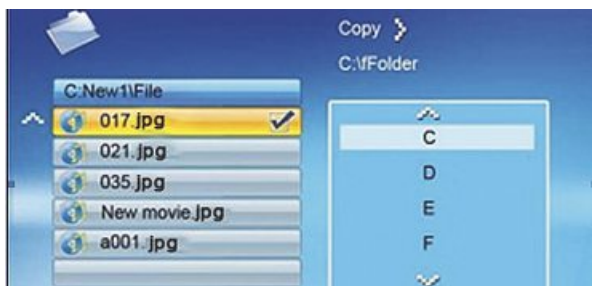 Copy
C:\fFolder
C:New1\File
017.jpg
021.jpg
035.jpg
New movie.jpg
a001.jpg
C
D
E
F